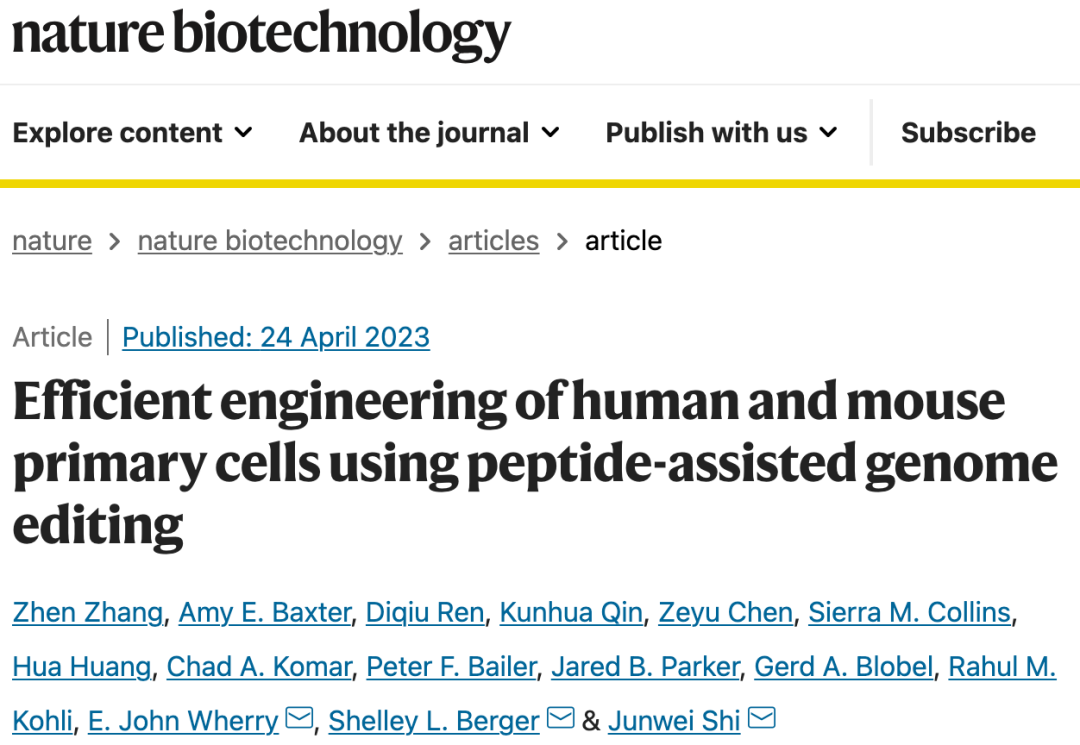 nature biotechnology
Explore content About the journal Publish with us Subscribe
nature > nature biotechnology > articles > article
Article | Published: 24 April 2023
Efficient engineering of human and mouse
primary cells using peptide-assisted genome
editing
Zhen Zhang, Amy E. Baxter, Diqiu Ren, Kunhua Qin, Zeyu Chen, Sierra M. Collins,
Hua Huang, Chad A. Komar, Peter F. Bailer, Jared B. Parker, Gerd A. Blobel, Rahul M.
Kohli, E. John Wherry, Shelley L. Berger & Junwei Shi